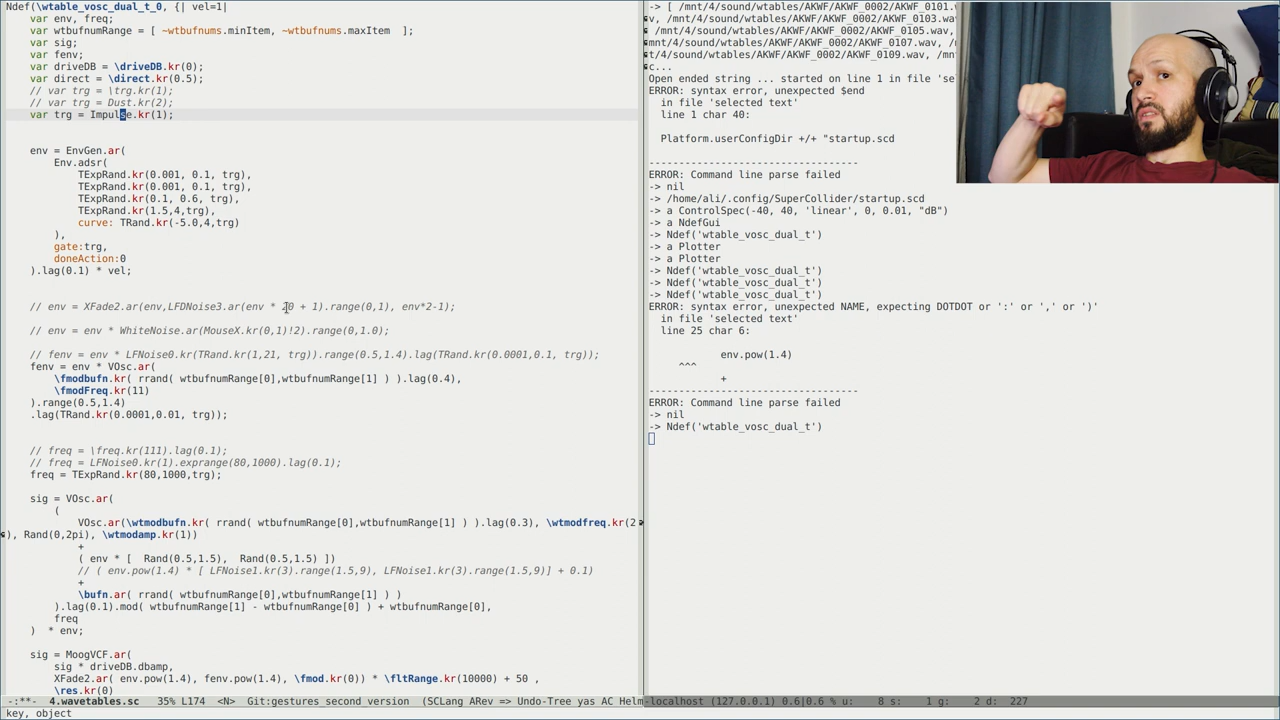 Ndef(\wtable_vosc_dual_t_0, {| vel=1|
var env, freq;
var wtbufnumRange = [ ~wtbufnums.minItem, ~wtbufnums.maxItem  ];
var sig;
var fenv;
var driveDB = \driveDB.kr(0);
var direct = \direct.kr(0.5);
// var trg = \trg.kr(1);
// var trg = Dust.kr(2);
var trg = Impulse.kr(1);
env = EnvGen.ar(
Env.adsr(
TExpRand.kr(0.001, 0.1, trg),
TExpRand.kr(0.001, 0.1, trg),
TExpRand.kr(0.1, 0.6, trg),
TExpRand.kr(1.5,4,trg),
curve: TRand.kr(-5.0,4,trg)
),
gate:trg,
doneAction:0
).lag(0.1) * vel;
// env = XFade2.ar(env,LFDNoise3.ar(env * 20 + 1).range(0,1), env*2-1);
// env = env * WhiteNoise.ar(MouseX.kr(0,1)!2).range(0,1.0);
// fenv = env * LFNoise0.kr(TRand.kr(1,21, trg)).range(0.5,1.4).lag(TRand.kr(0.0001,0.1, trg));
fenv = env * VOsc.ar(
\fmodbufn.kr( rrand( wtbufnumRange[0],wtbufnumRange[1] ) ).lag(0.4),
\fmodFreq.kr(11)
).range(0.5,1.4)
.lag(TRand.kr(0.0001,0.01, trg));
// freq = \freq.kr(111).lag(0.1);
// freq = LFNoise0.kr(1).exprange(80,1000).lag(0.1);
freq = TExpRand.kr(80,1000,trg);
sig = VOsc.ar(
(
VOsc.ar(\wtmodbufn.kr( rrand( wtbufnumRange[0],wtbufnumRange[1] ) ).lag(0.3), \wtmodfreq.kr(2
), Rand(0,2pi), \wtmodamp.kr(1))
+
( env * [  Rand(0.5,1.5),  Rand(0.5,1.5) ])
// ( env.pow(1.4) * [ LFNoise1.kr(3).range(1.5,9), LFNoise1.kr(3).range(1.5,9)] + 0.1)
+
\bufn.ar( rrand( wtbufnumRange[0],wtbufnumRange[1] ) )
).lag(0.1).mod( wtbufnumRange[1] - wtbufnumRange[0] ) + wtbufnumRange[0],
freq
)  * env;
sig = MoogVCF.ar(
sig * driveDB.dbamp,
XFade2.ar( env.pow(1.4), fenv.pow(1.4), \fmod.kr(0)) * \fltRange.kr(10000) + 50 ,
\res.kr(0)
-:**-  4.wavetables.sc   35% L174  <N>  Git:gestures second version  (SCLang ARev => Undo-Tree yas AC Helm
key, object
-> [ /mnt/4/sound/wtables/AKWF/AKWF_0002/AKWF_0101.
v, /mnt/4/sound/wtables/AKWF/AKWF_0002/AKWF_0103.
v, /mnt/4/sound/wtables/AKWF/AKWF_0002/AKWF_0105.wav,
mnt/4/sound/wtables/AKWF/AKWF_0002/AKWF_0107.wav, /
t/4/sound/wtables/AKWF/AKWF_0002/AKWF_0109.wav, /m
c...
Open ended string ... started on line 1 in file 'se
ERROR: syntax error, unexpected $end
in file 'selected text'
line 1 char 40:
Platform.userConfigDir +/+ "startup.scd
-----------------------------------
ERROR: Command line parse failed
-> nil
-> /home/ali/.config/SuperCollider/startup.scd
-> a ControlSpec(-40, 40, 'linear', 0, 0.01, "dB")
-> a NdefGui
-> Ndef('wtable_vosc_dual_t')
-> a Plotter
-> a Plotter
-> Ndef('wtable_vosc_dual_t')
-> Ndef('wtable_vosc_dual_t')
-> Ndef('wtable_vosc_dual_t')
ERROR: syntax error, unexpected NAME, expecting DOTDOT or ':' or ',' or ')'
in file 'selected text'
line 25 char 6:
env.pow(1.4)
^^^
+
-----------------------------------
ERROR: Command line parse failed
-> nil
-> Ndef('wtable_vosc_dual_t')
-localhost (127.0.0.1) 0.6|0.6 % u:    8 s:    1 g:    2 d:  227